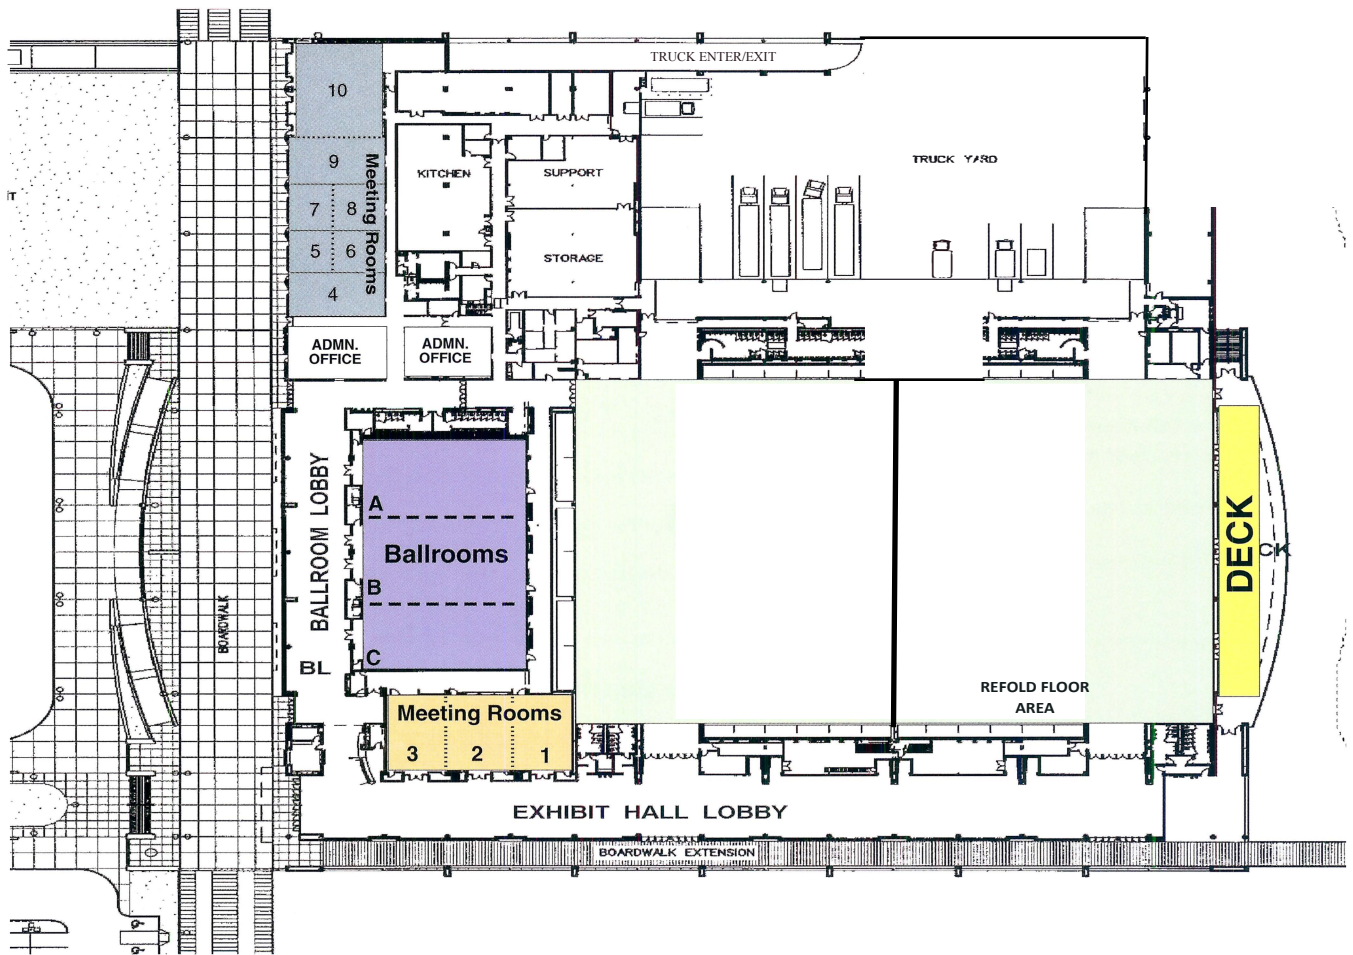 TRUCK ENTER/EXIT
10
TRUCK YARD
9
KITCHEN
SUPPORT
Meeting Rooms
7
8
5
6
STORAGE
4
ADMN.
OFFICE
ADMN.
OFFICE
BALLROOM LOBBY
A
DECK
CK
Ballrooms
B
BOARDWALK
C
BL
REFOLD FLOOR
AREA
Meeting Rooms
3
2
1
EXHIBIT HALL LOBBY
BOARDWALK EXTENSION